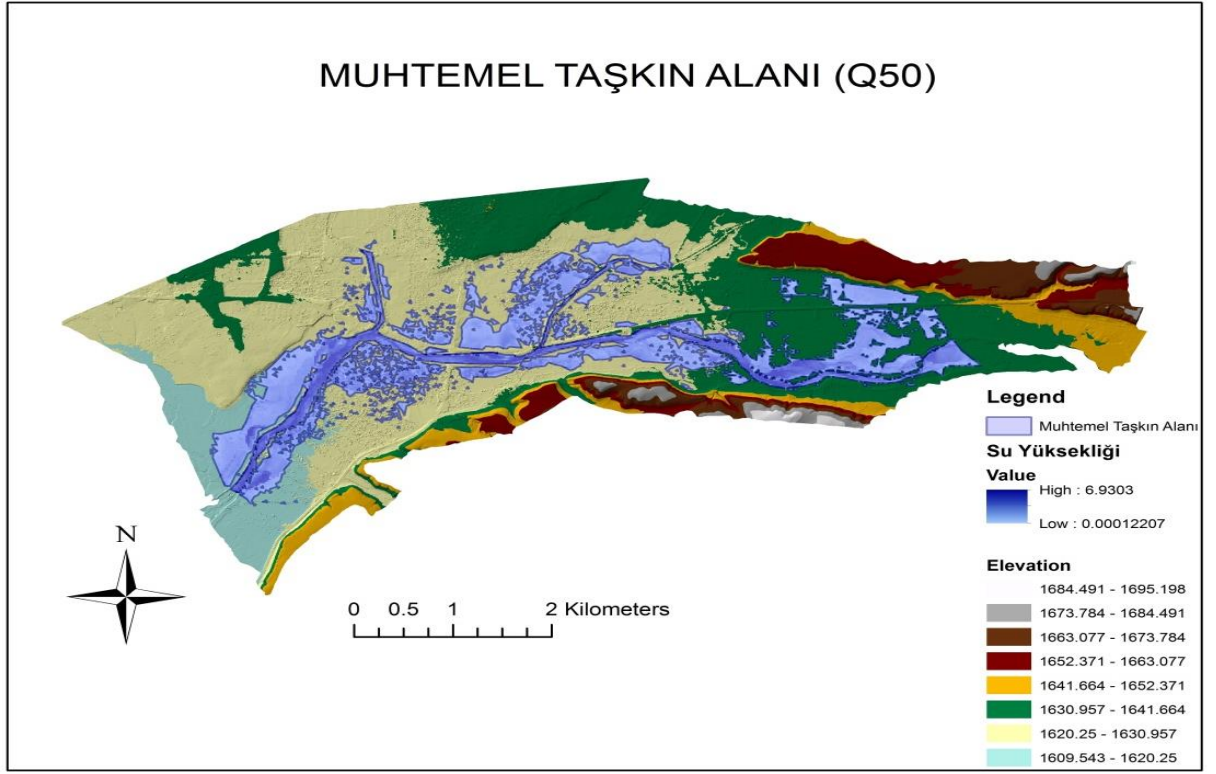 MUHTEMEL TAŞKIN ALANI (Q50)
N
0 0.5 1 2 Kilometers
Legend
Muhtemel Taşkın Alanı
Su Yüksekliği
Value
High : 6.9303
Low : 0.00012207
Elevation
1684.491 - 1695.198
1673.784 - 1684.491
1663.077 - 1673.784
1652.371 - 1663.077
1641.664 - 1652.371
1630.957 - 1641.664
1620.25 - 1630.957
1609.543 - 1620.25